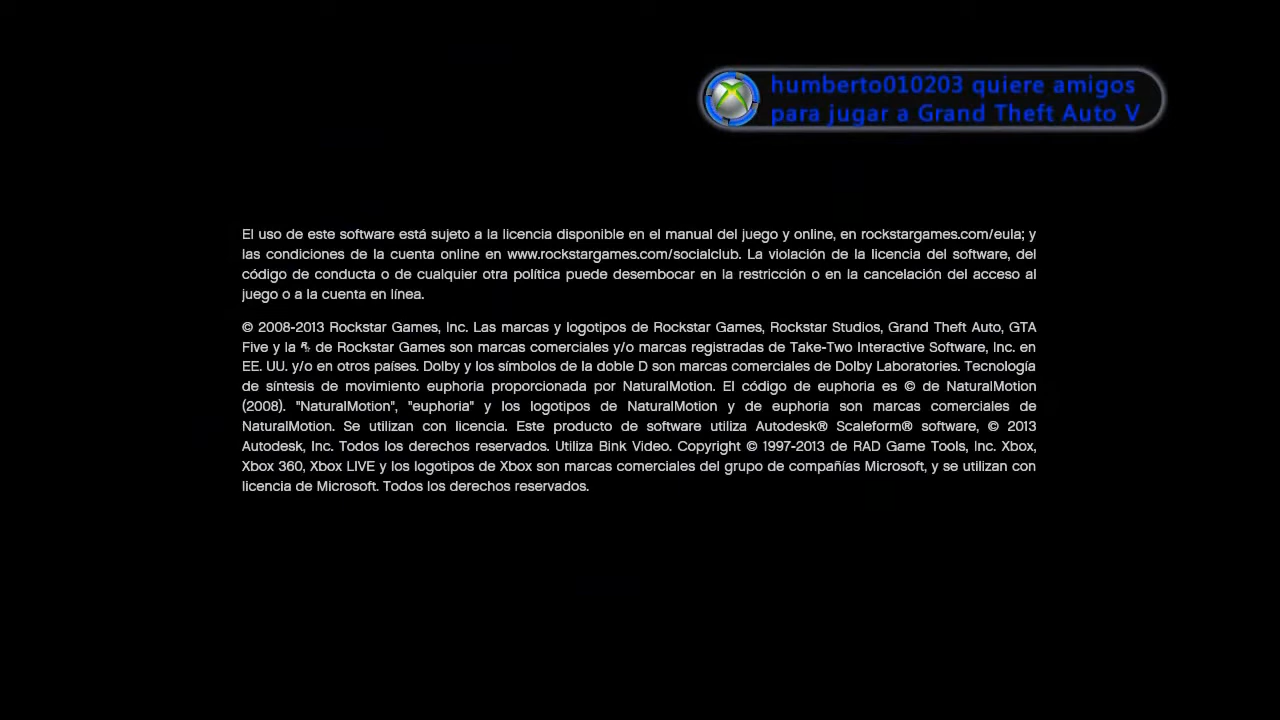 humberto010203 quiere amigos
para jugar a Grand Theft Auto V
El uso de este software está sujeto a la licencia disponible en el manual del juego y online, en rockstargames.com/eula; y
las condiciones de la cuenta online en www.rockstargames.com/socialclub. La violación de la licencia del software, del
código de conducta o de cualquier otra política puede desembocar en la restricción o en la cancelación del acceso al
juego o a la cuenta en línea.
© 2008-2013 Rockstar Games, Inc. Las marcas y logotipos de Rockstar Games, Rockstar Studios, Grand Theft Auto, GTA
Five y la R* de Rockstar Games son marcas comerciales y/o marcas registradas de Take-Two Interactive Software, Inc. en
EE. UU. y/o en otros países. Dolby y los símbolos de la doble D son marcas comerciales de Dolby Laboratories. Tecnología
de síntesis de movimiento euphoria proporcionada por NaturalMotion. El código de euphoria es © de NaturalMotion
(2008). "NaturalMotion", "euphoria" y los logotipos de NaturalMotion y de euphoria son marcas comerciales de
NaturalMotion. Se utilizan con licencia. Este producto de software utiliza Autodesk® Scaleform® software, © 2013
Autodesk, Inc. Todos los derechos reservados. Utiliza Bink Video. Copyright © 1997-2013 de RAD Game Tools, Inc. Xbox,
Xbox 360, Xbox LIVE y los logotipos de Xbox son marcas comerciales del grupo de compañías Microsoft, y se utilizan con
licencia de Microsoft. Todos los derechos reservados.